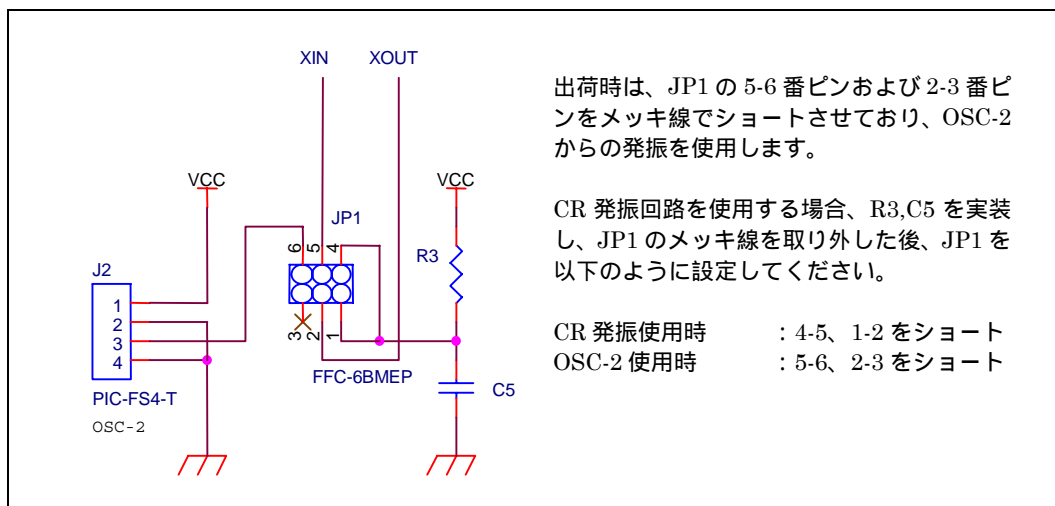 XIN XOUT
VCC
VCC
JP1
6 5 4
3 2 1
FFC-6BMEP
R3
C5
J2
1
2
3
4
PIC-FS4-T
OSC-2
出荷時は、JP1 の 5-6 番ピンおよび 2-3 番ピ
ンをメッキ線でショートさせており、OSC-2
からの発振を使用します。
CR 発振回路を使用する場合、R3,C5 を実装
し、JP1 のメッキ線を取り外した後、JP1 を
以下のように設定してください。
CR 発振使用時 : 4-5、1-2 をショート
OSC-2 使用時 : 5-6、2-3 をショート